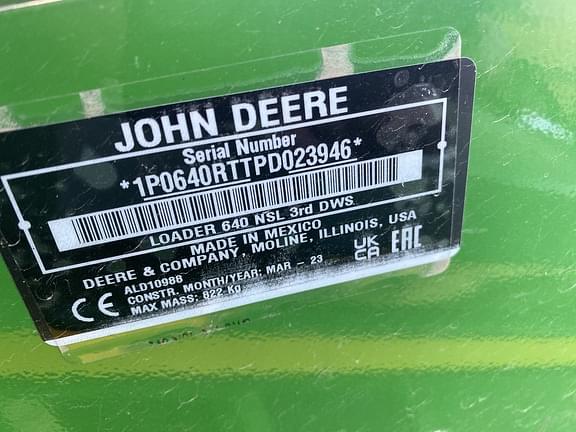 JOHN DEERE
Serial Number
*1P0640RTTPD023946*
LOADER 640 NSL 3rd DWS
MADE IN MEXICO
DEERE & COMPANY, MOLINE, ILLINOIS, USA
ALD10986
CONSTR. MONTH/YEAR: MAR - 23
MAX MASS: 822 Kg
CE
UK CA
EAC